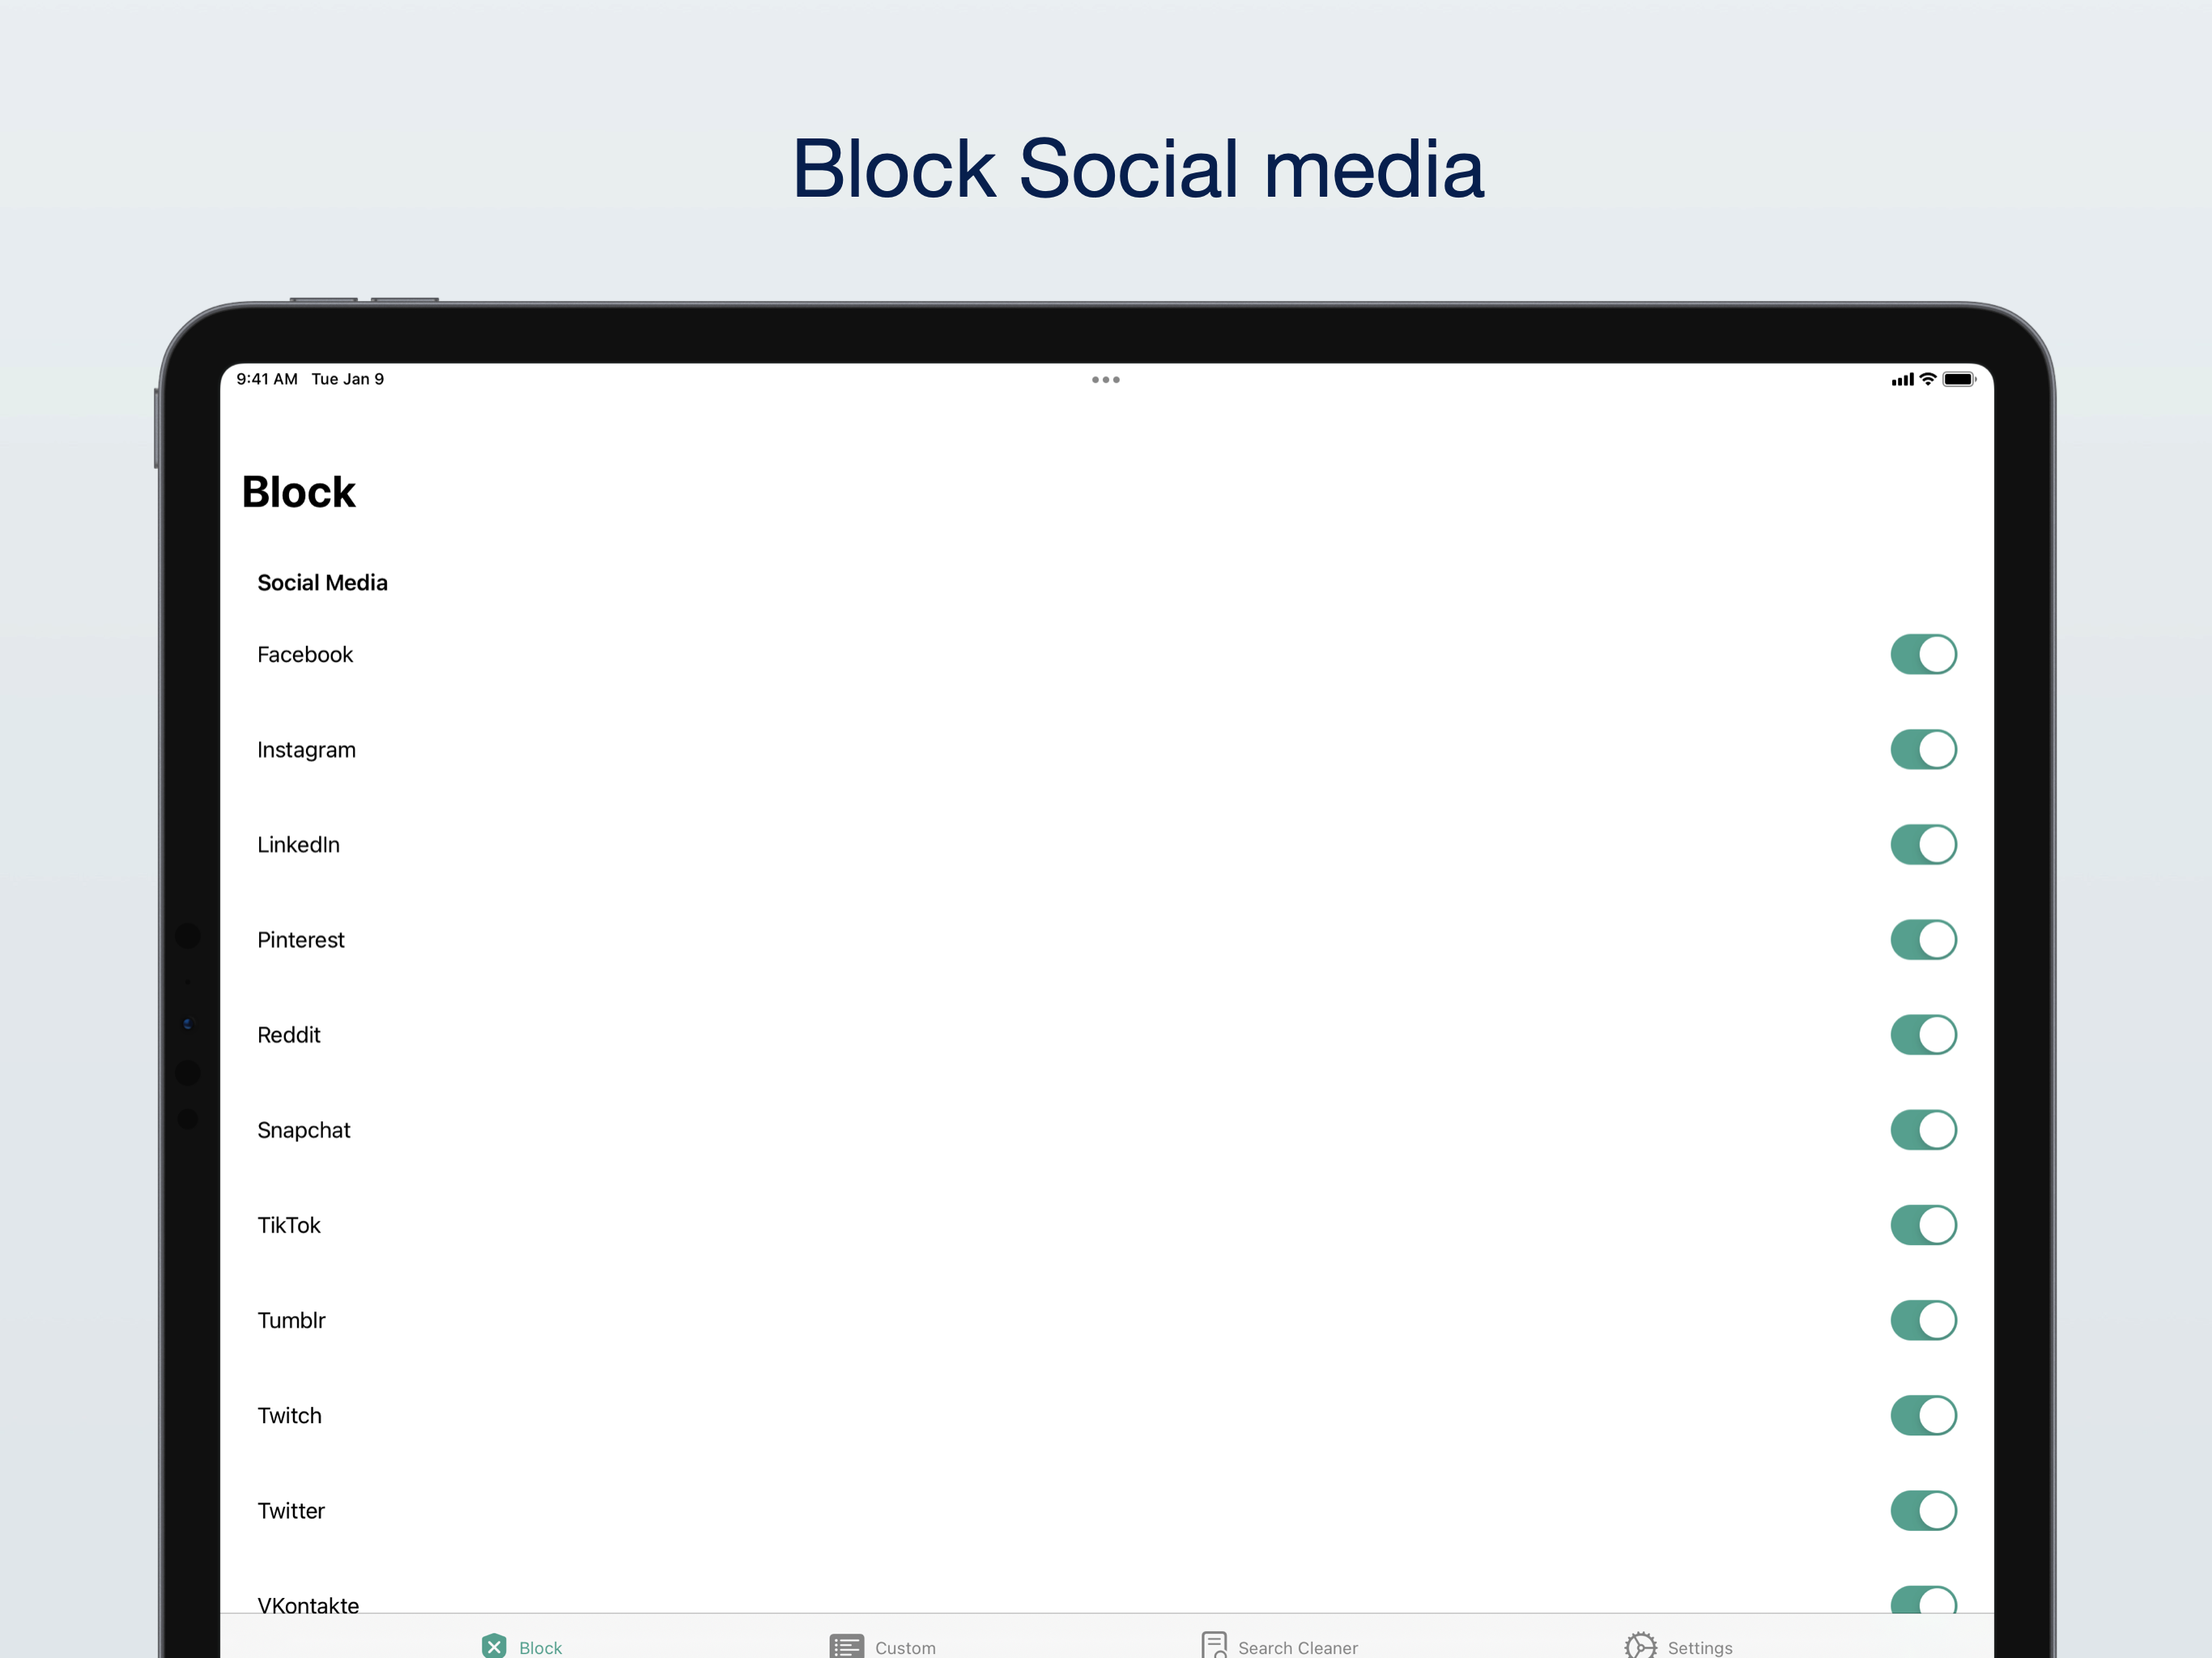 Block Social media
9:41 AM Tue Jan 9
Block
Social Media
Facebook
Instagram
LinkedIn
Pinterest
Reddit
Snapchat
TikTok
Tumblr
Twitch
Twitter
VKontakte
Block Custom Search Cleaner Settings